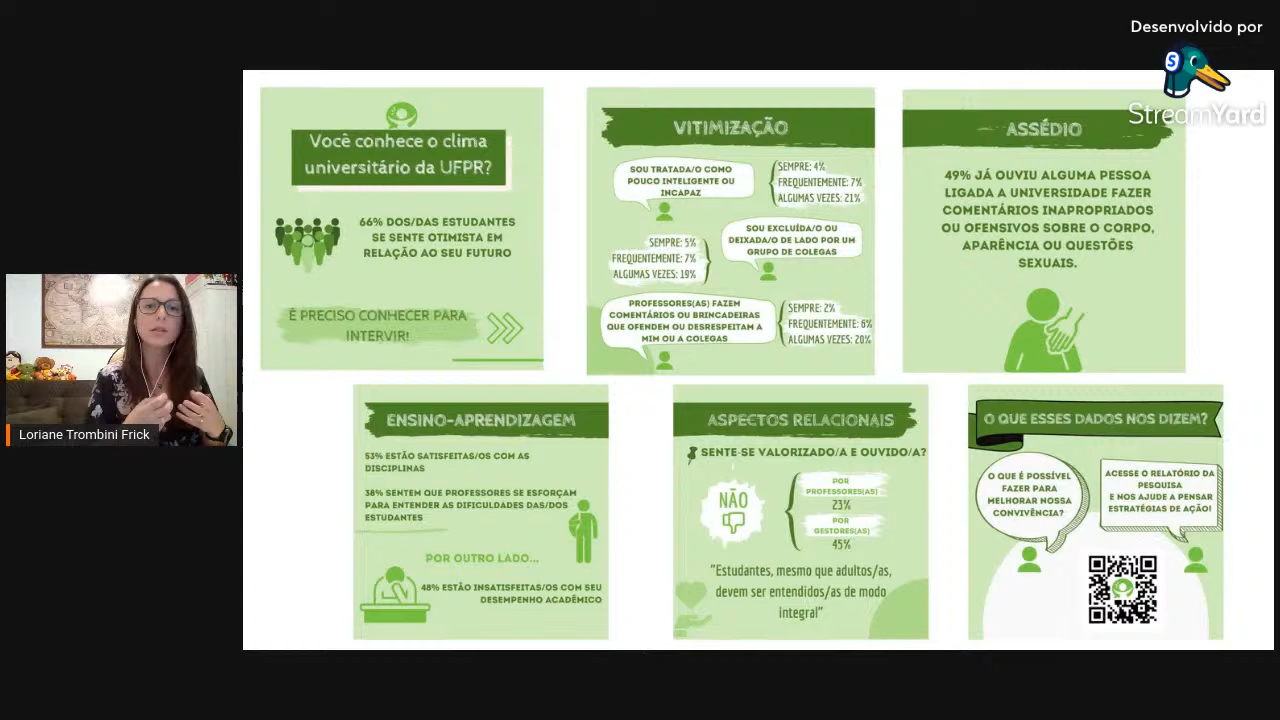 Desenvolvido por
StreamYard
Você conhece o clima
universitário da UFPR?
66% DOS/DAS ESTUDANTES
SE SENTE OTIMISTA EM
RELAÇÃO AO SEU FUTURO
É PRECISO CONHECER PARA
INTERVIR!
VITIMIZAÇÃO
SOU TRATADA/O COMO
POUCO INTELIGENTE OU
INCAPAZ
SEMPRE: 4%
FREQUENTEMENTE: 7%
ALGUMAS VEZES: 21%
SOU EXCLUÍDA/O OU
DEIXADA/O DE LADO POR UM
GRUPO DE COLEGAS
SEMPRE: 5%
FREQUENTEMENTE: 7%
ALGUMAS VEZES: 19%
PROFESSORES(AS) FAZEM
COMENTÁRIOS OU BRINCADEIRAS
QUE OFENDEM OU DESRESPEITAM A
MIM OU A COLEGAS
SEMPRE: 2%
FREQUENTEMENTE: 6%
ALGUMAS VEZES: 20%
ASSÉDIO
49% JÁ OUVIU ALGUMA PESSOA
LIGADA A UNIVERSIDADE FAZER
COMENTÁRIOS INAPROPRIADOS
OU OFENSIVOS SOBRE O CORPO,
APARÊNCIA OU QUESTÕES
SEXUAIS.
Loriane Trombini Frick
ENSINO-APRENDIZAGEM
53% ESTÃO SATISFEITAS/OS COM AS
DISCIPLINAS
38% SENTEM QUE PROFESSORES SE ESFORÇAM
PARA ENTENDER AS DIFICULDADES DAS/DOS
ESTUDANTES
POR OUTRO LADO...
48% ESTÃO INSATISFEITAS/OS COM SEU
DESEMPENHO ACADÊMICO
ASPECTOS RELACIONAIS
SENTE-SE VALORIZADO/A E OUVIDO/A?
NÃO
POR
PROFESSORES(AS)
23%
POR
GESTORES(AS)
45%
"Estudantes, mesmo que adultos/as,
devem ser entendidos/as de modo
integral"
O QUE ESSES DADOS NOS DIZEM?
O QUE É POSSÍVEL
FAZER PARA
MELHORAR NOSSA
CONVIVÊNCIA?
ACESSE O RELATÓRIO DA
PESQUISA
E NOS AJUDE A PENSAR
ESTRATÉGIAS DE AÇÃO!